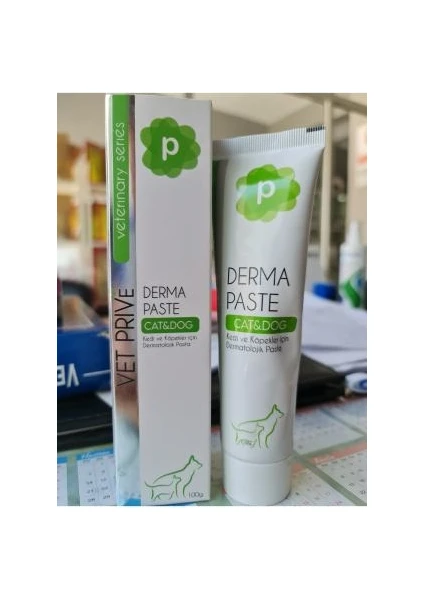 p
veterinary series
VET PRIVE
DERMA
PASTE
CAT&DOG
Kedi ve Köpekler için
Dermatolojik Pasta
100g
p
DERMA
PASTE
CAT&DOG
Kedi ve Köpekler için
Dermatolojik Paste